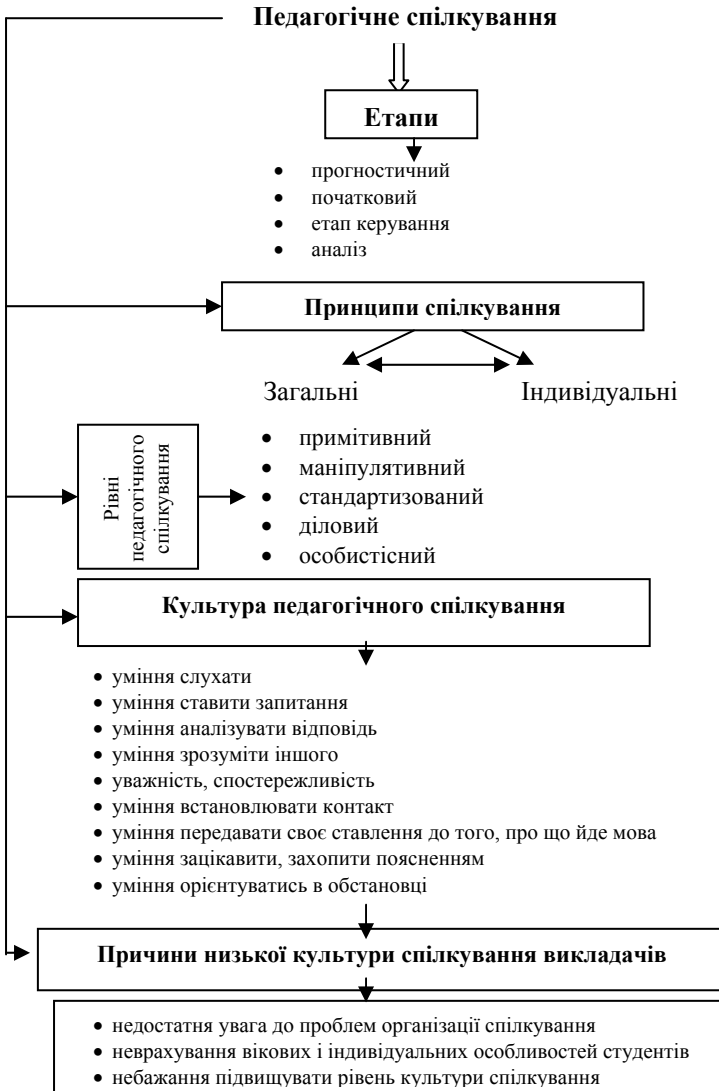 Педагогічне спілкування
Етапи
• прогностичний
• початковий
• етап керування
• аналіз
Принципи спілкування
Загальні
Індивідуальні
Рівні
педагогічного
спілкування
• примітивний
• маніпулятивний
• стандартизований
• діловий
• особистісний
Культура педагогічного спілкування
• уміння слухати
• уміння ставити запитання
• уміння аналізувати відповідь
• уміння зрозуміти іншого
• уважність, спостережливість
• уміння встановлювати контакт
• уміння передавати своє ставлення до того, про що йде мова
• уміння зацікавити, захопити поясненням
• уміння орієнтуватись в обстановці
Причини низької культури спілкування викладачів
• недостатня увага до проблем організації спілкування
• неврахування вікових і індивідуальних особливостей студентів
• небажання підвищувати рівень культури спілкування